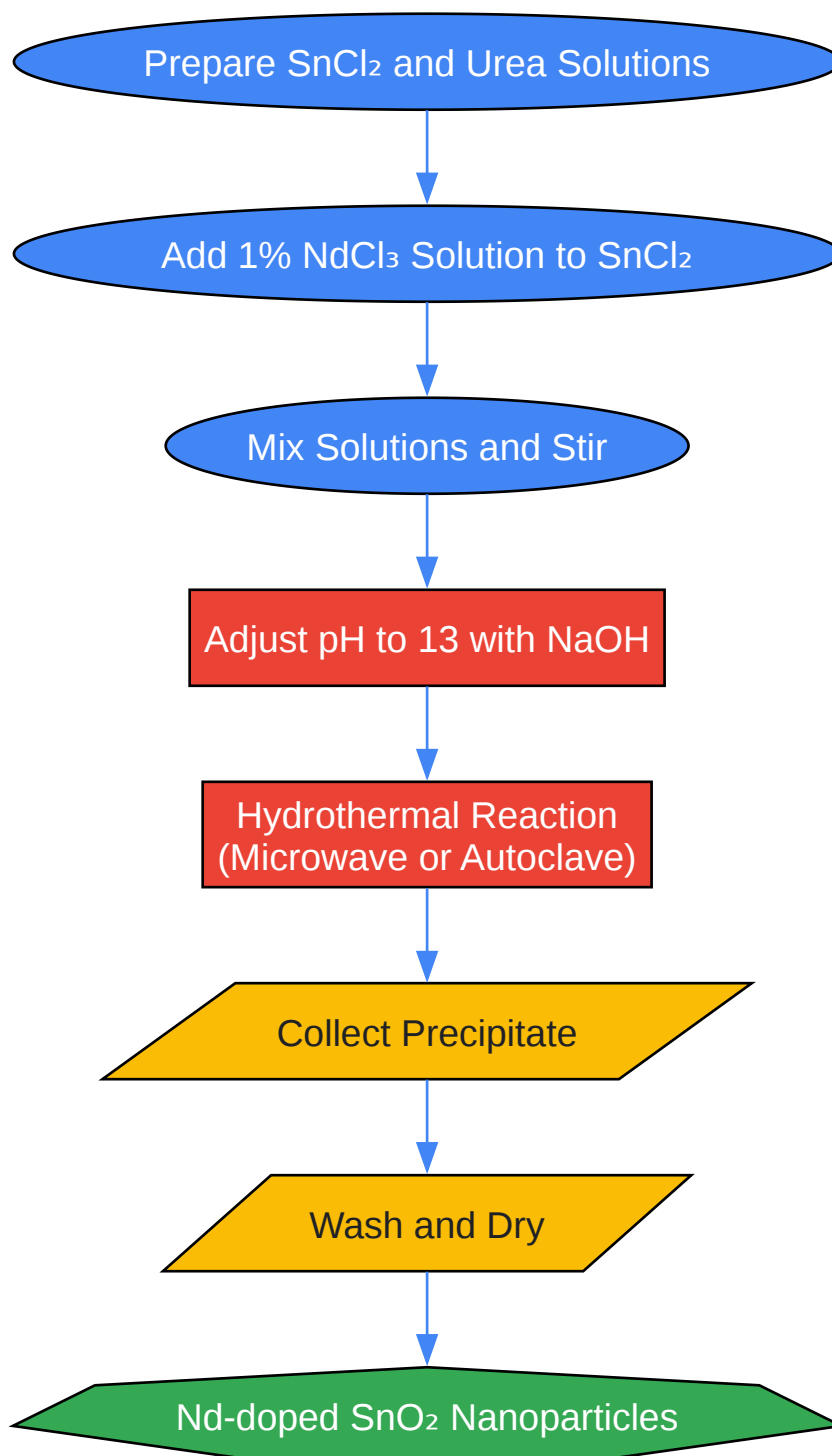 Prepare SnCl₂ and Urea Solutions
Add 1% NdCl₃ Solution to SnCl₂
Mix Solutions and Stir
Adjust pH to 13 with NaOH
Hydrothermal Reaction
(Microwave or Autoclave)
Collect Precipitate
Wash and Dry
Nd-doped SnO₂ Nanoparticles